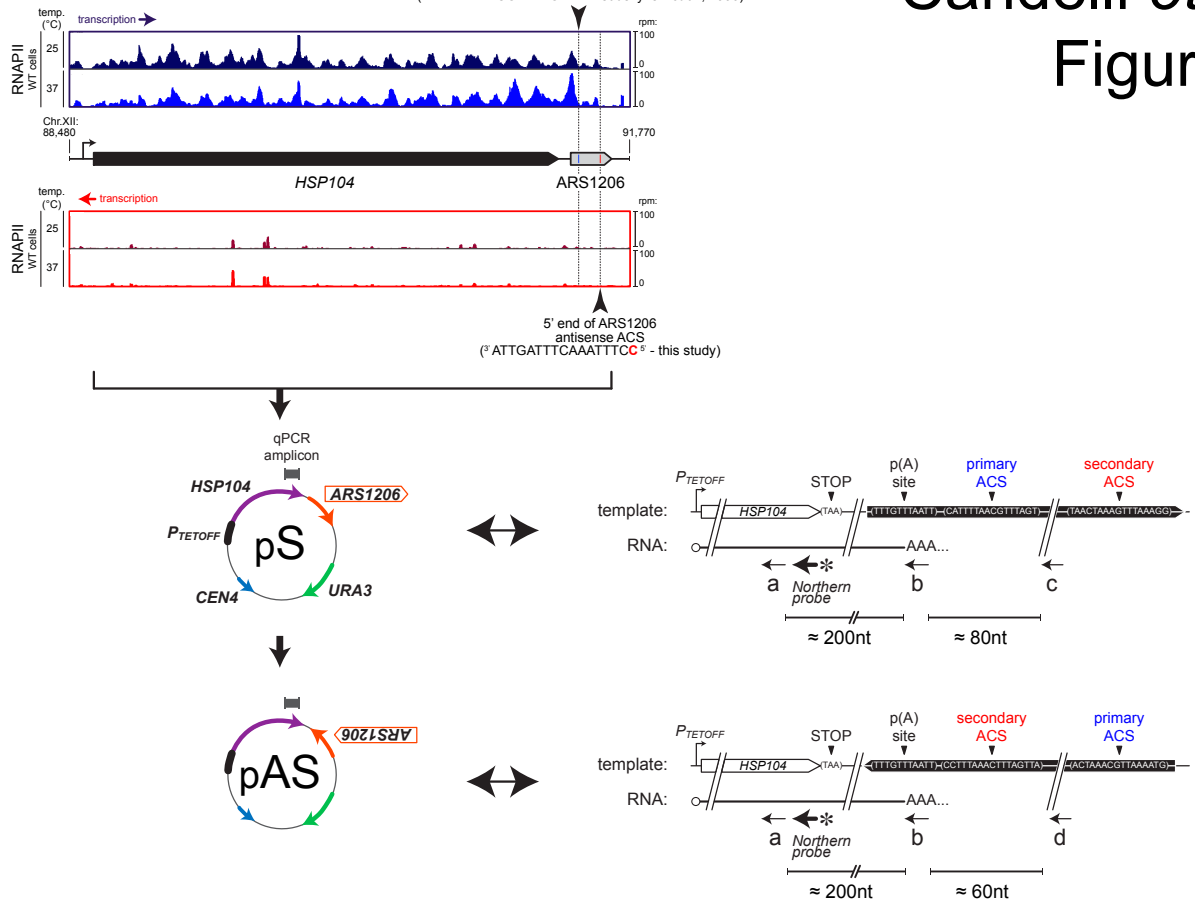 Figur
temp.
(°C)
transcription
rpm:
RNAPII
WT cells
25
37
100
0
100
0
Chr.XII:
88,480
91,770
HSP104
ARS1206
temp.
(°C)
transcription
rpm:
RNAPII
WT cells
25
37
100
0
100
0
5' end of ARS1206
antisense ACS
(3' ATTGATTTCAAATTTCC 5' - this study)
qPCR
amplicon
HSP104
ARS1206
PTETOFF
pS
CEN4
URA3
PTETOFF
STOP
p(A)
site
primary
ACS
secondary
ACS
template:
HSP104
(TAA)
(TTTGTTTAATT)
(CATTTTAACGTTTAGT)
(TAACTAAAGTTTAAAGG)
RNA:
AAA...
a
Northern
probe
*
b
c
≈ 200nt
≈ 80nt
ARS1206
pAS
PTETOFF
STOP
p(A)
site
secondary
ACS
primary
ACS
template:
HSP104
(TAA)
(TTTGTTTAATT)
(CCTTTAAACTTTAGTTA)
(ACTAAACGTTAAAATG)
RNA:
AAA...
a
Northern
probe
*
b
d
≈ 200nt
≈ 60nt